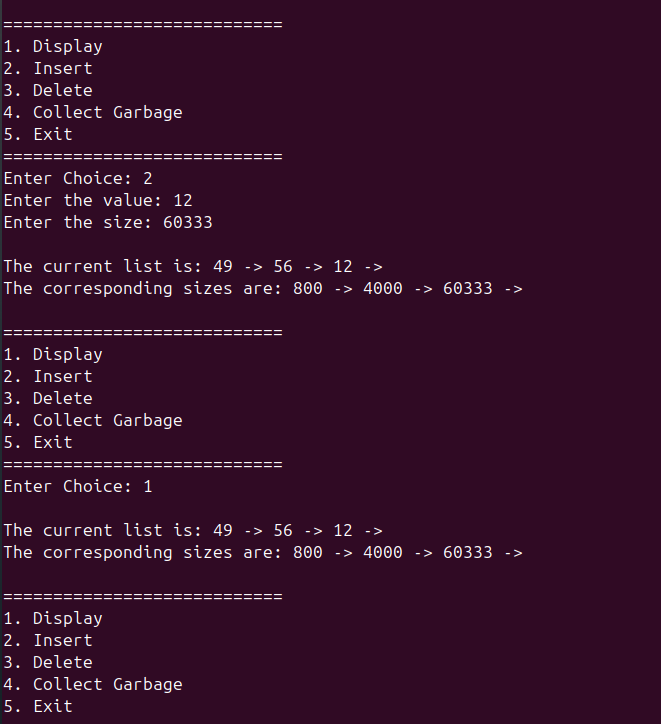 ============================
1. Display
2. Insert
3. Delete
4. Collect Garbage
5. Exit
============================
Enter Choice: 2
Enter the value: 12
Enter the size: 60333
The current list is: 49 -> 56 -> 12 ->
The corresponding sizes are: 800 -> 4000 -> 60333 ->
============================
1. Display
2. Insert
3. Delete
4. Collect Garbage
5. Exit
============================
Enter Choice: 1
The current list is: 49 -> 56 -> 12 ->
The corresponding sizes are: 800 -> 4000 -> 60333 ->
============================
1. Display
2. Insert
3. Delete
4. Collect Garbage
5. Exit